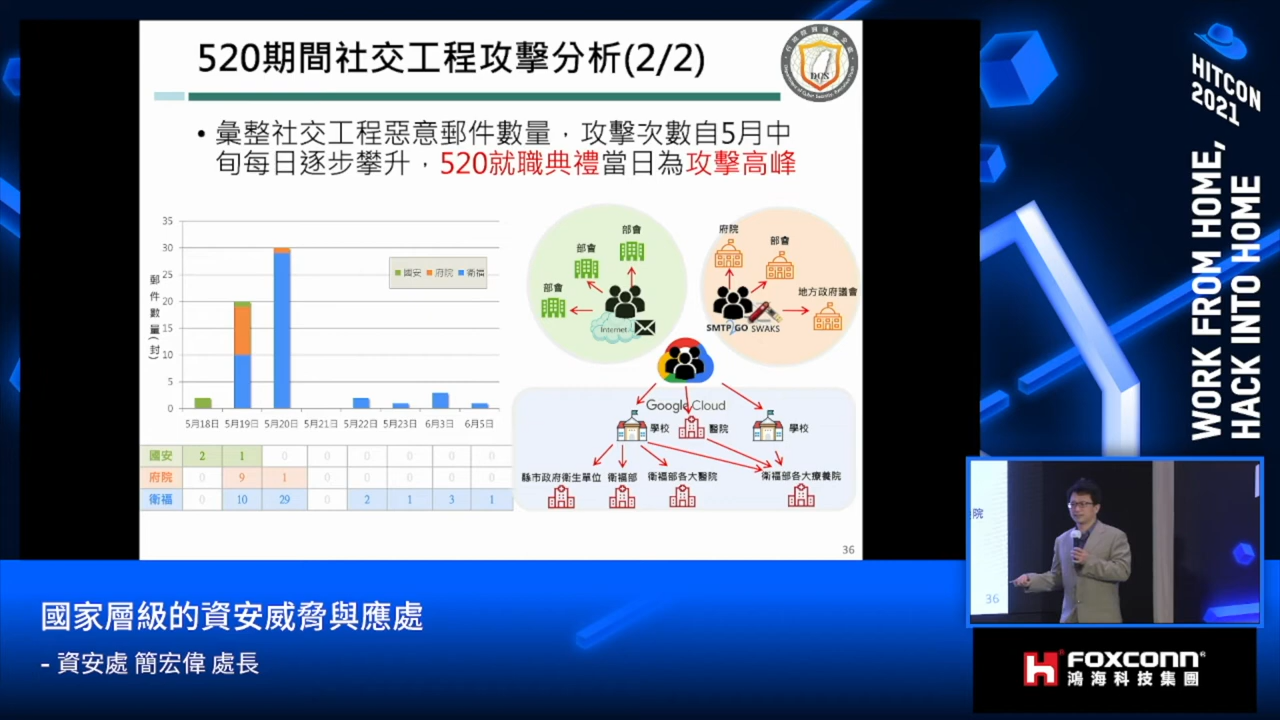 520期間社交工程攻擊分析(2/2)
DCS
• 彙整社交工程惡意郵件數量，攻擊次數自5月中
旬每日逐步攀升，520就職典禮當日為攻擊高峰
郵件數量(封)
35
30
25
20
15
10
5
0
國安 府院 衛福
5月18日 5月19日 5月20日 5月21日 5月22日 5月23日 6月3日 6月5日
國安 2 1 0 0 0 0 0 0
府院 0 9 1 0 0 0 0 0
衛福 0 10 29 0 2 1 3 1
部會
部會
部會
Internet
府院
部會
地方政府議會
SMTP2GO SWAKS
Google Cloud
學校 醫院 學校
縣市政府衛生單位 衛福部 衛福部各大醫院 衛福部各大療養院
36
HITCON
2021
WORK FROM HOME,
HACK INTO HOME
院
36
國家層級的資安威脅與應處
- 資安處 簡宏偉 處長
FOXCONN®
鴻海科技集團